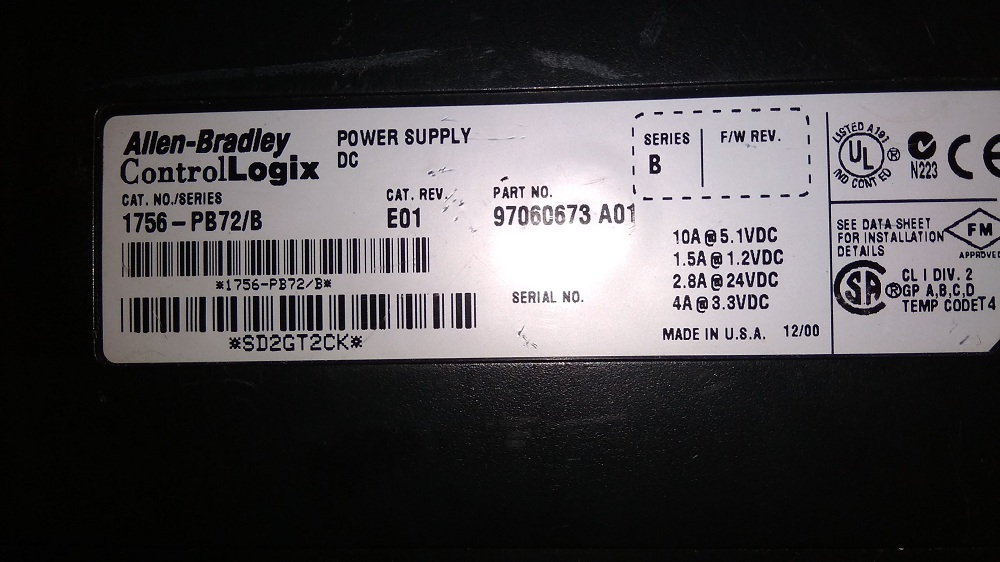 Allen-Bradley
ControlLogix
POWER SUPPLY
DC
CAT. NO./SERIES
1756-PB72/B
CAT. REV.
E01
PART NO.
97060673 A01
*1756-PB72/B*
*SD2GT2CK*
SERIAL NO.
SERIES
B
F/W REV.
10A@5.1VDC
1.5A@1.2VDC
2.8A@24VDC
4A@3.3VDC
MADE IN U.S.A. 12/00
LISTED A197
UL ®
IND CONT EQ
N223
CE
SEE DATA SHEET
FOR INSTALLATION
DETAILS
FM
APPROVED
SA ®
CL I DIV. 2
GP A,B,C,D
TEMP CODE T4